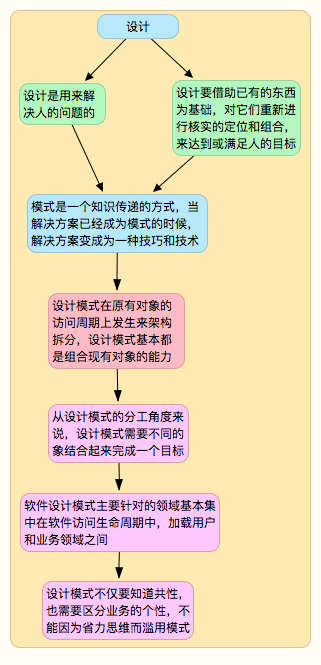 设计
设计是用来解
决人的问题的
设计要借助已有的东西
为基础，对它们重新进
行核实的定位和组合，
来达到或满足人的目标
模式是一个知识传递的方式，当
解决方案已经成为模式的时候，
解决方案变成为一种技巧和技术
设计模式在原有对象的
访问周期上发生来架构
拆分，设计模式基本都
是组合现有对象的能力
从设计模式的分工角度来
说，设计模式需要不同的
象结合起来完成一个目标
软件设计模式主要针对的领域基本集
中在软件访问生命周期中，加载用户
和业务领域之间
设计模式不仅要知道共性，
也需要区分业务的个性，不
能因为省力思维而滥用模式